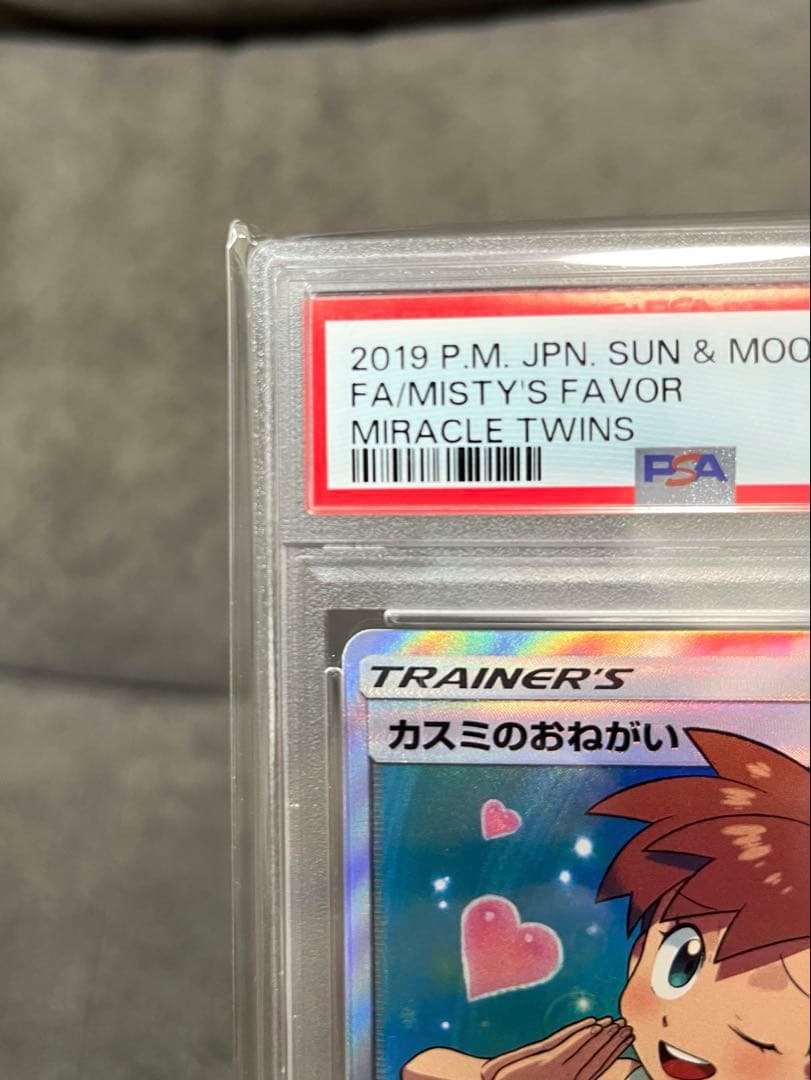 2019 P.M. JPN. SUN & MOO
FA/MISTY'S FAVOR
MIRACLE TWINS
PSA
TRAINER'S
カスミのおねがい